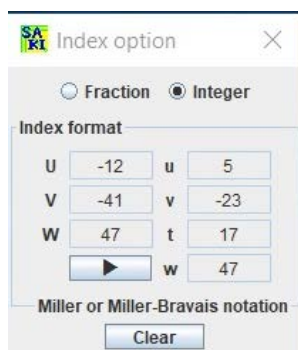 SA KI Index option
Fraction Integer
Index format
U -12 u 5
V -41 v -23
W 47 t 17
w 47
Miller or Miller-Bravais notation
Clear